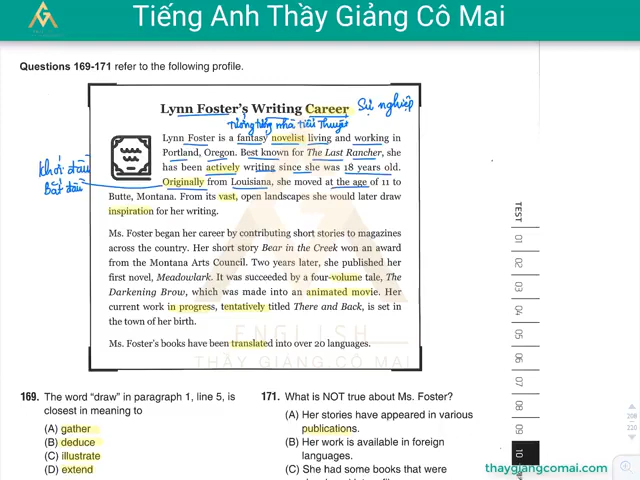 Tiếng Anh Thầy Giảng Cô Mai
Questions 169-171 refer to the following profile.
Lynn Foster's Writing Career
Sự nghiệp
Tưởng tượng nhà tiểu thuyết
Lynn Foster is a fantasy novelist living and working in
Portland, Oregon. Best known for The Last Rancher, she
has been actively writing since she was 18 years old.
Khởi đầu
Bắt đầu
Originally from Louisiana, she moved at the age of 11 to
Butte, Montana. From its vast, open landscapes she would later draw
inspiration for her writing.
Ms. Foster began her career by contributing short stories to magazines
across the country. Her short story Bear in the Creek won an award
from the Montana Arts Council. Two years later, she published her
first novel, Meadowlark. It was succeeded by a four-volume tale, The
Darkening Brow, which was made into an animated movie. Her
current work in progress, tentatively titled There and Back, is set in
the town of her birth.
ENGLISH
Ms. Foster's books have been translated into over 20 languages.
THẦY GIẢNG CÔ MAI
169. The word "draw" in paragraph 1, line 5, is
closest in meaning to
(A) gather
(B) deduce
(C) illustrate
(D) extend
171. What is NOT true about Ms. Foster?
(A) Her stories have appeared in various
publications.
(B) Her work is available in foreign
languages.
(C) She had some books that were
TEST
01
02
03
04
05
06
07
08
09
10
208
220
thaygiangcomai.com